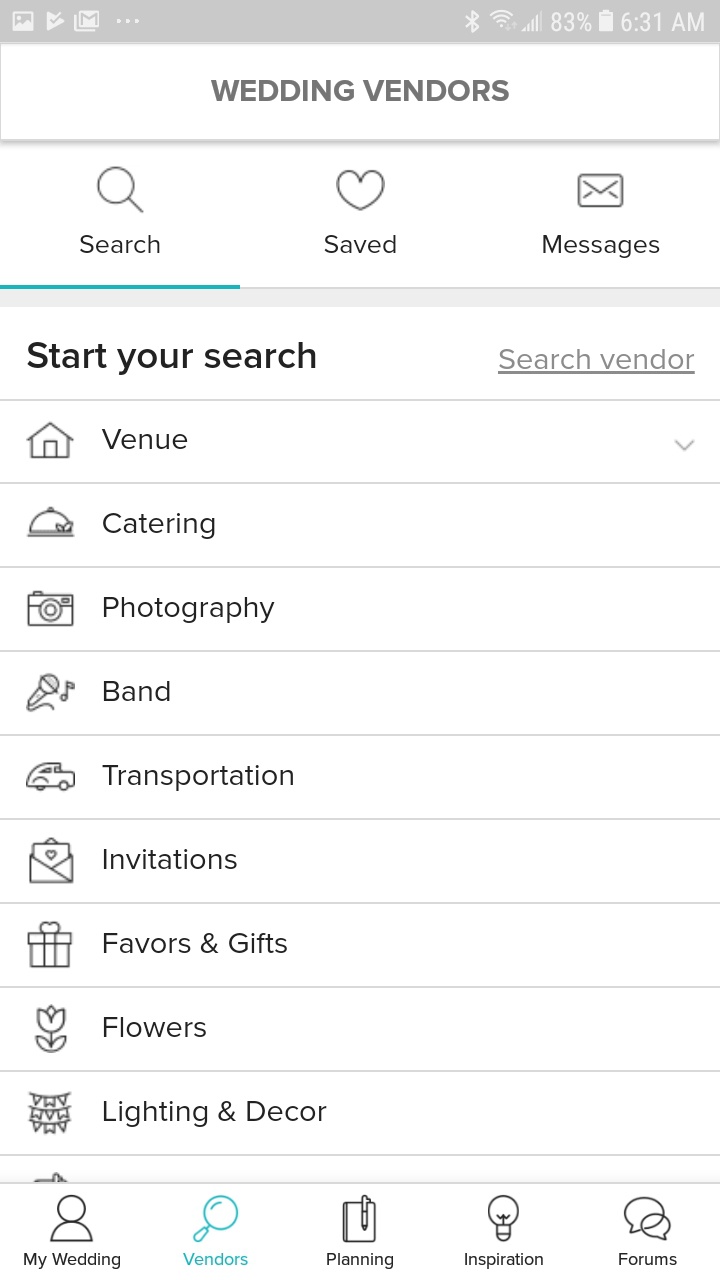 83% 6:31 AM
WEDDING VENDORS
Search Saved Messages
Start your search Search vendor
Venue
Catering
Photography
Band
Transportation
Invitations
Favors & Gifts
Flowers
Lighting & Decor
My Wedding Vendors Planning Inspiration Forums